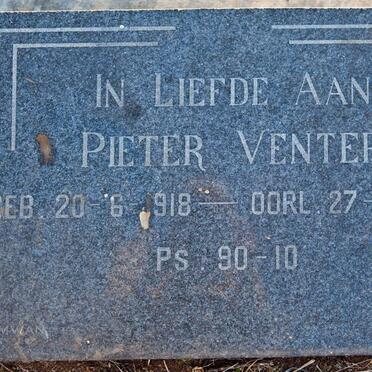 IN LIEFDE AAN
PIETER VENTER
GEB. 20-6-1918 — OORL. 27-
PS. 90-10